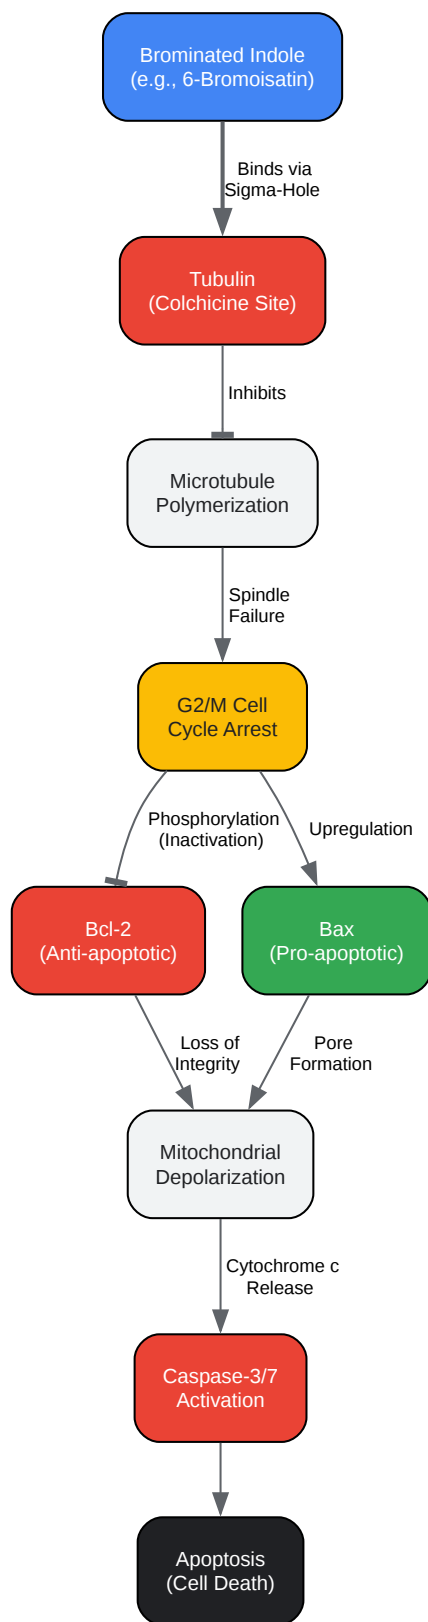 Brominated Indole
(e.g., 6-Bromoisatin)
Binds via
Sigma-Hole
Tubulin
(Colchicine Site)
Inhibits
Microtubule
Polymerization
Spindle
Failure
G2/M Cell
Cycle Arrest
Phosphorylation
(Inactivation)
Upregulation
Bcl-2
(Anti-apoptotic)
Bax
(Pro-apoptotic)
Loss of
Integrity
Pore
Formation
Mitochondrial
Depolarization
Cytochrome c
Release
Caspase-3/7
Activation
Apoptosis
(Cell Death)